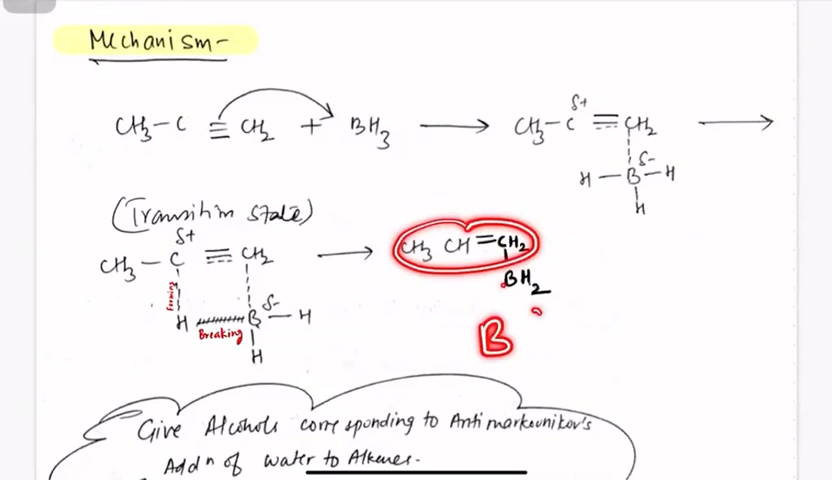 Mechanism-
CH3-C ≡ CH2 + BH3 → CH3-C ≡ CH2 →
δ+
δ-
H - B - H
H
(Transition state)
δ+
CH3 - C ≡ CH2 → CH3 CH = CH2
BH2
Forming
H Breaking B δ- - H
H
B
Give Alcohols corresponding to Antimarkovnikov's
Addn of water to Alkenes.